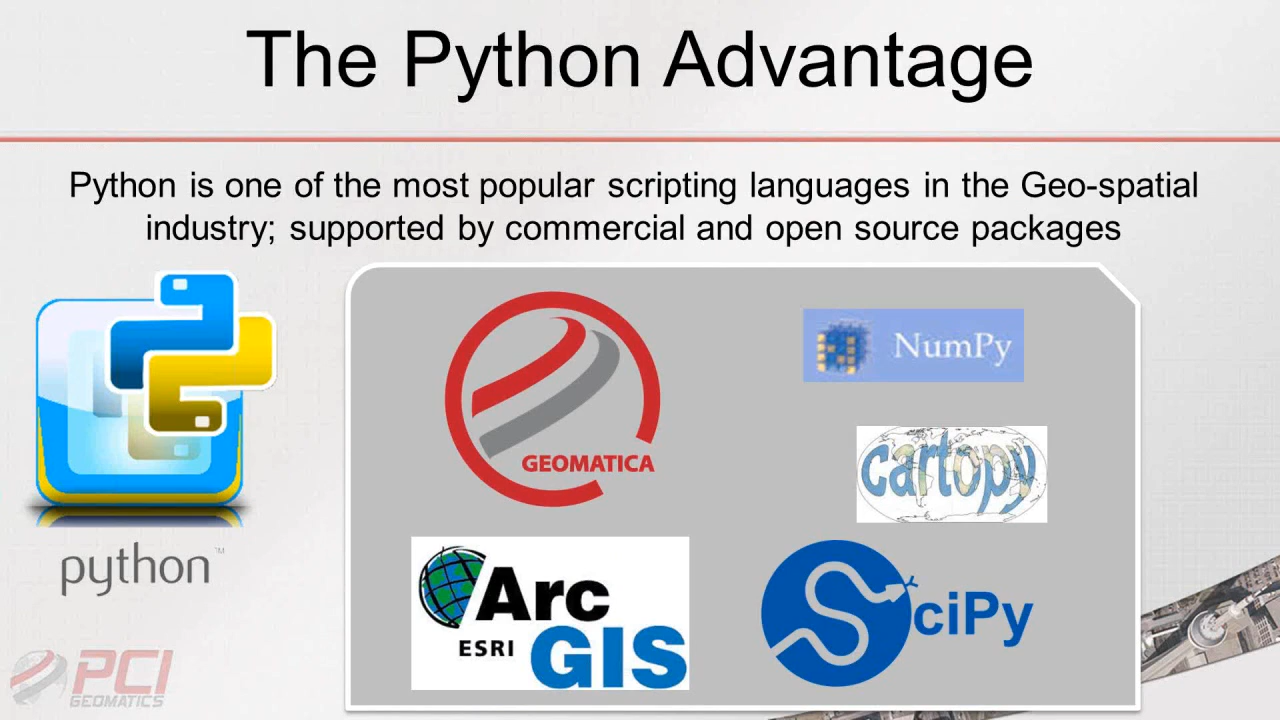 The Python Advantage
Python is one of the most popular scripting languages in the Geo-spatial
industry; supported by commercial and open source packages
GEOMATICA
NumPy
cartopy
python™
Arc
ESRI GIS
SciPy
PCI
GEOMATICS